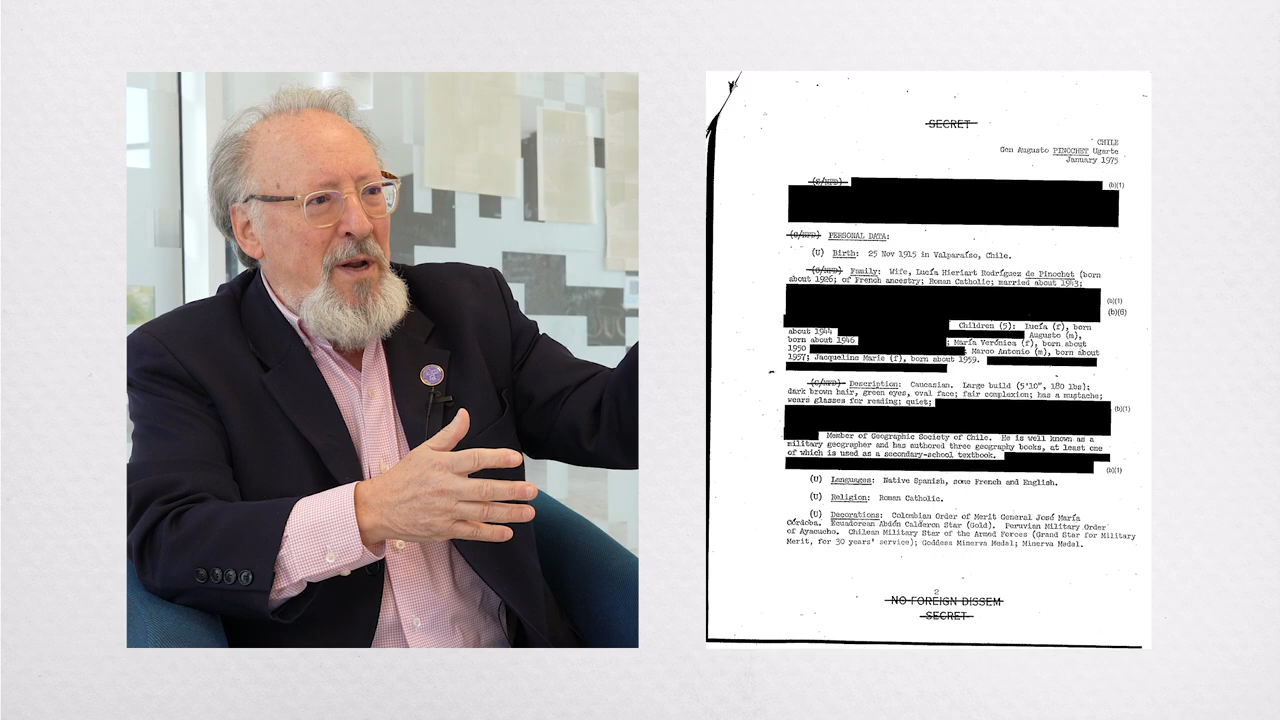 SECRET
CHILE
Gen Augusto PINOCHET Ugarte
January 1975
(C/NFD)
(b)(1)
(C/NFD) PERSONAL DATA:
(U) Birth: 25 Nov 1915 in Valparaíso, Chile.
(C/NFD) Family: Wife, Lucía Hieriart Rodríguez de Pinochet (born
about 1926; of French ancestry; Roman Catholic; married about 1943;
(b)(1)
(b)(6)
Children (5): Lucía (f), born
about 1944 Augusto (m),
born about 1946 ; María Verónica (f), born about
1950 ; Marco Antonio (m), born about
1957; Jacqueline Marie (f), born about 1959.
(C/NFD) Description: Caucasian. Large build (5'10", 180 lbs);
dark brown hair, green eyes, oval face; fair complexion; has a mustache;
wears glasses for reading; quiet;
(b)(1)
Member of Geographic Society of Chile. He is well known as a
military geographer and has authored three geography books, at least one
of which is used as a secondary-school textbook.
(b)(1)
(U) Languages: Native Spanish, some French and English.
(U) Religion: Roman Catholic.
(U) Decorations: Colombian Order of Merit General José María
Córdoba. Ecuadorean Abdón Calderon Star (Gold). Peruvian Military Order
of Ayacucho. Chilean Military Star of the Armed Forces (Grand Star for Military
Merit, for 30 years' service); Goddess Minerva Medal; Minerva Medal.
2
NO FOREIGN DISSEM
SECRET